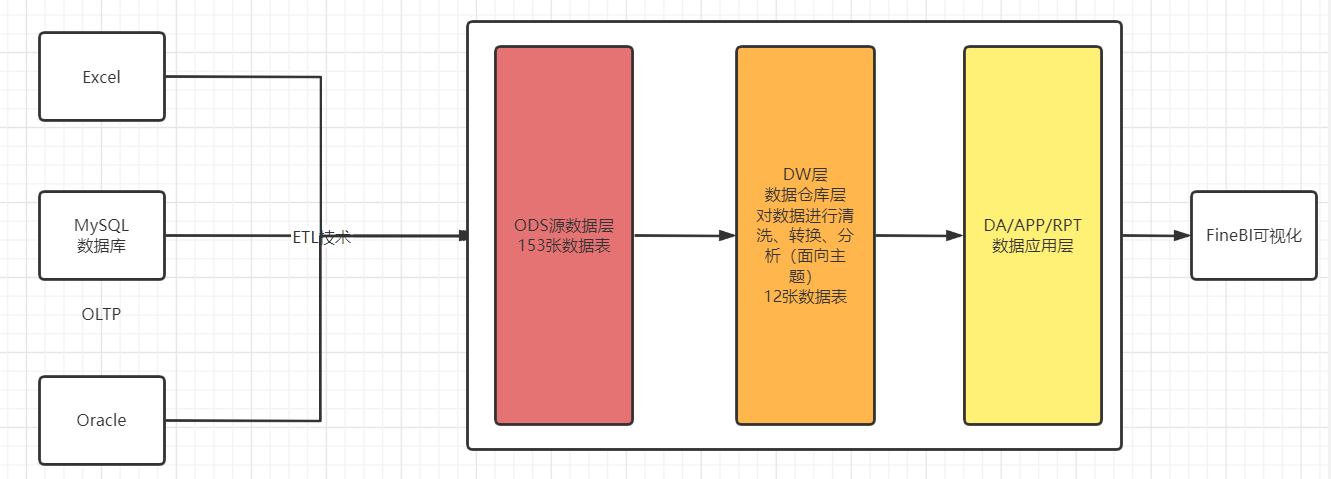 Excel
MySQL
数据库
OLTP
Oracle
ETL技术
ODS源数据层
153张数据表
DW层
数据仓库层
对数据进行清
洗、转换、分
析（面向主
题）
12张数据表
DA/APP/RPT
数据应用层
FineBI可视化